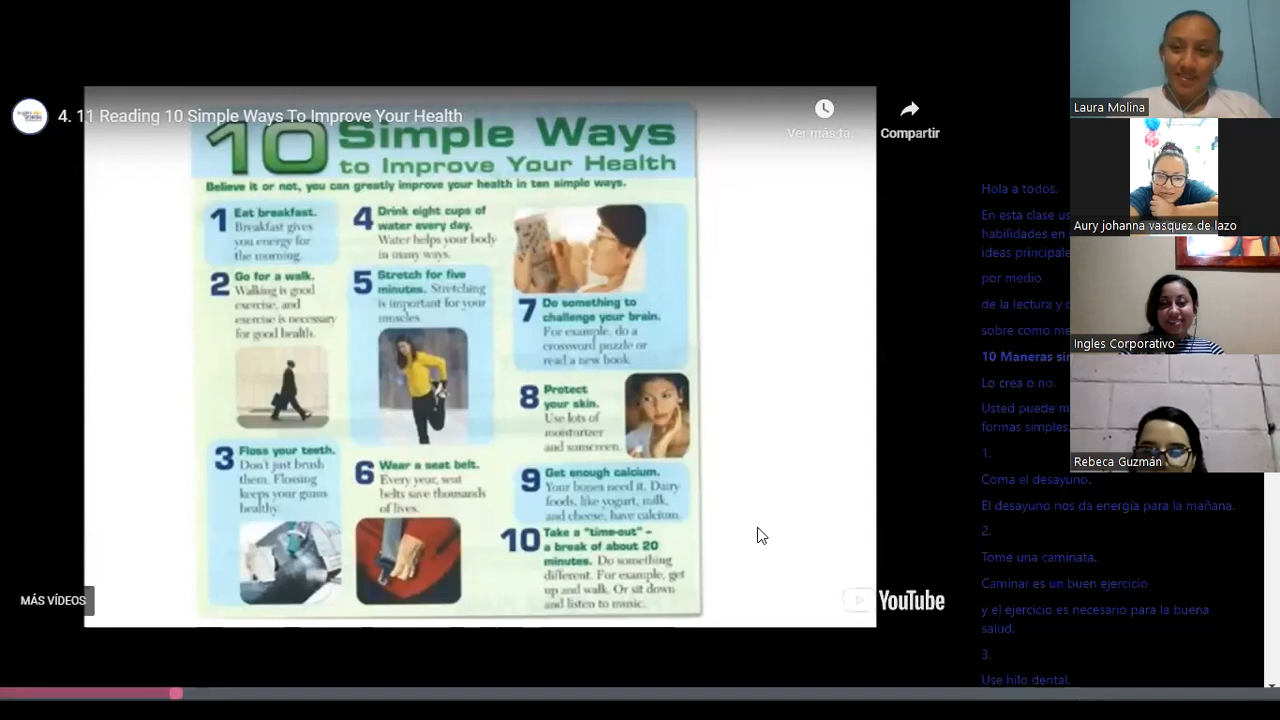 4. 11 Reading 10 Simple Ways To Improve Your Health
Ver más ta...
Compartir
10 Simple Ways
to Improve Your Health
Believe it or not, you can greatly improve your health in ten simple ways.
1 Eat breakfast.
Breakfast gives
you energy for
the morning.
2 Go for a walk.
Walking is good
exercise, and
exercise is necessary
for good health.
3 Floss your teeth.
Don't just brush
them. Flossing
keeps your gums
healthy.
4 Drink eight cups of
water every day.
Water helps your body
in many ways.
5 Stretch for five
minutes. Stretching
is important for your
muscles.
6 Wear a seat belt.
Every year, seat
belts save thousands
of lives.
7 Do something to
challenge your brain.
For example, do a
crossword puzzle or
read a new book.
8 Protect
your skin.
Use lots of
moisturizer
and sunscreen.
9 Get enough calcium.
Your bones need it. Dairy
foods, like yogurt, milk,
and cheese, have calcium.
10 Take a "time-out" –
a break of about 20
minutes. Do something
different. For example, get
up and walk. Or sit down
and listen to music.
MÁS VÍDEOS
YouTube
Hola a todos.
En esta clase
habilidades en
ideas
por medio
de la lectura y
sobre como
10 Maneras
Lo crea o no.
Usted puede
formas simples.
1.
Coma el desayuno.
El desayuno nos da energía para la mañana.
2.
Tome una caminata.
Caminar es un buen ejercicio
y el ejercicio es necesario para la buena
salud.
3.
Use hilo dental.
Laura Molina
Aury johanna vasquez de lazo
Ingles Corporativo
Rebeca Guzmán